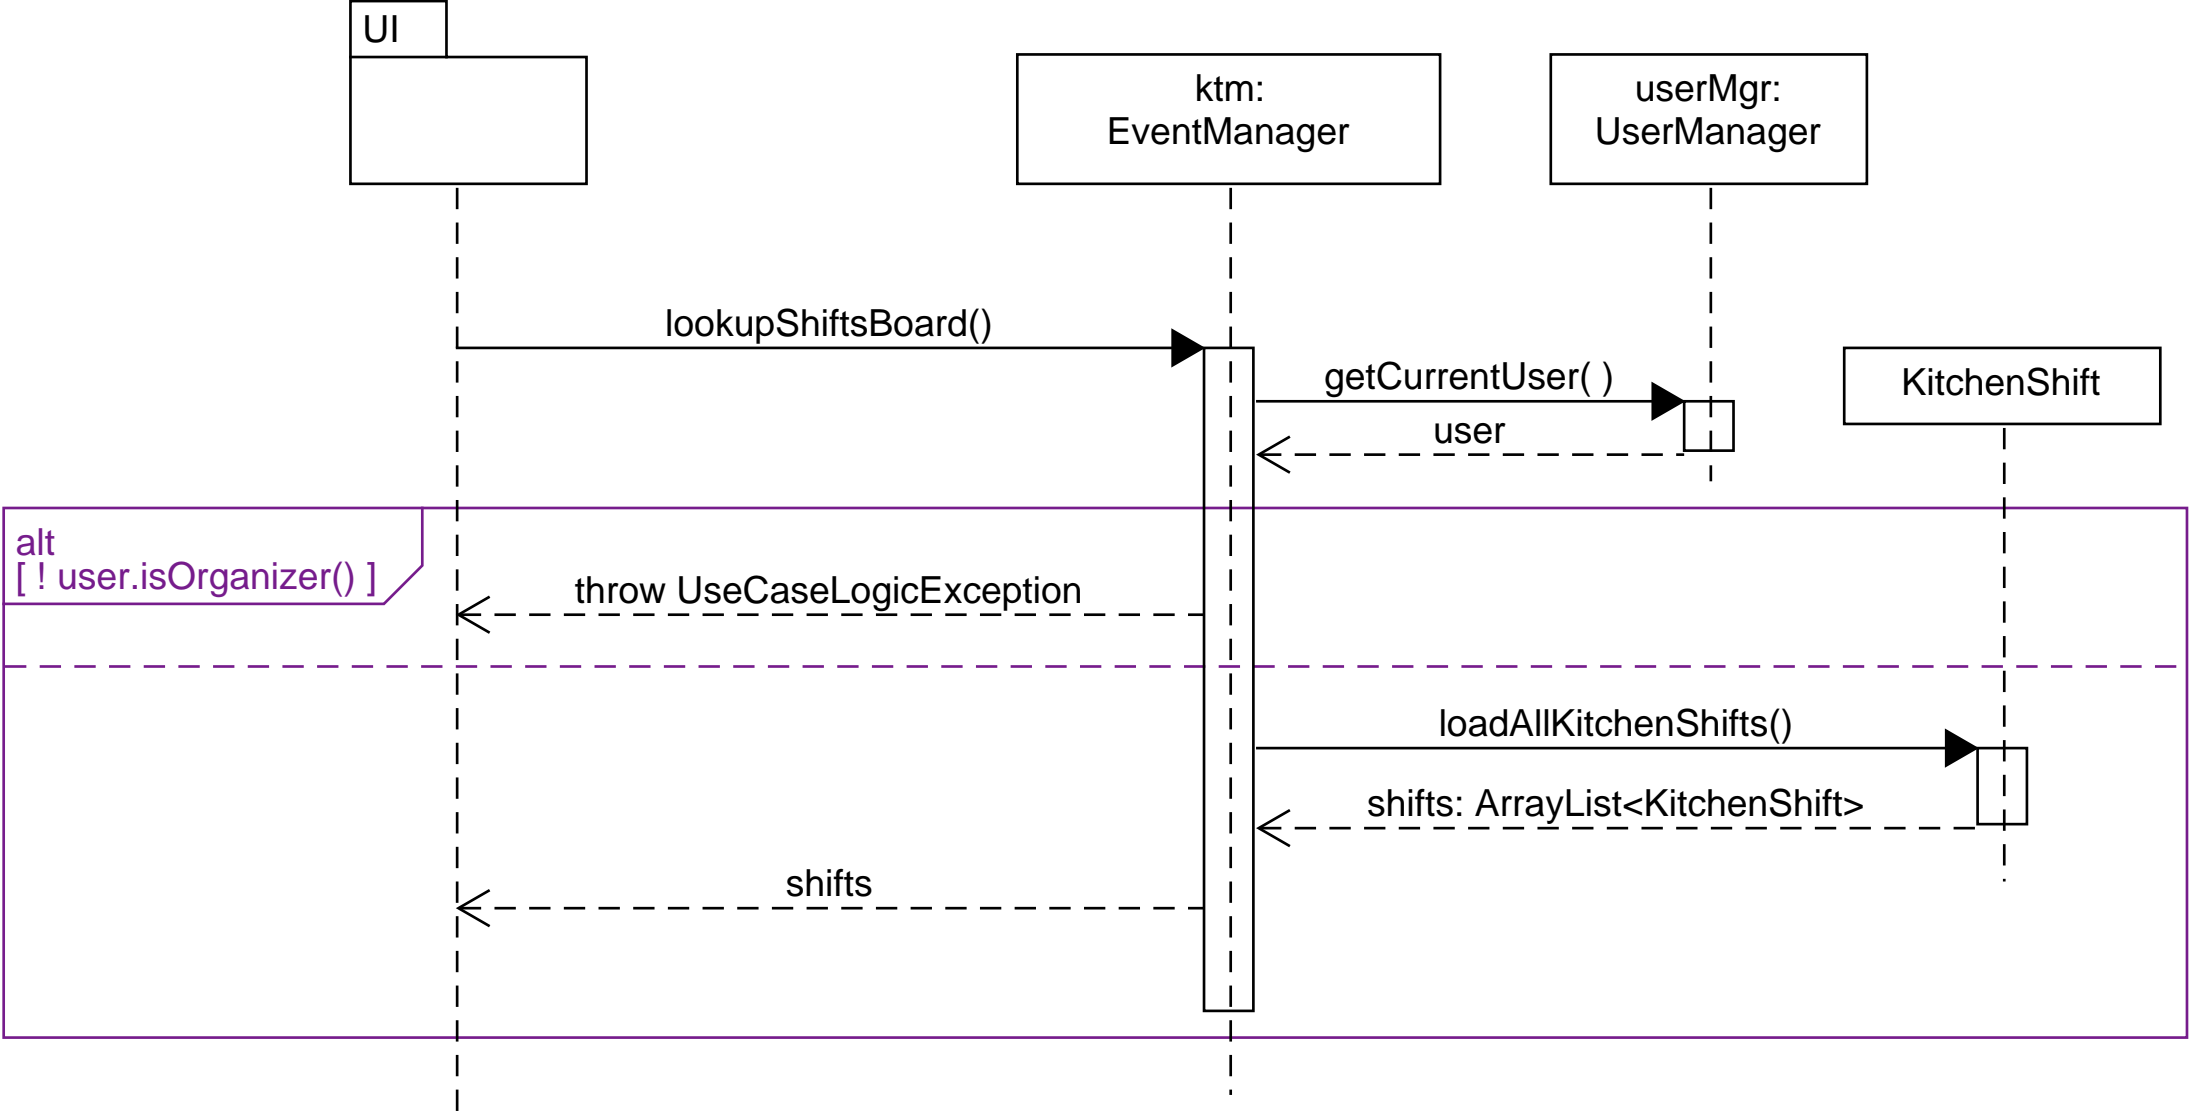 UI
ktm:
EventManager
userMgr:
UserManager
lookupShiftsBoard()
getCurrentUser( )
KitchenShift
user
alt
[ ! user.isOrganizer() ]
throw UseCaseLogicException
loadAllKitchenShifts()
shifts: ArrayList<KitchenShift>
shifts